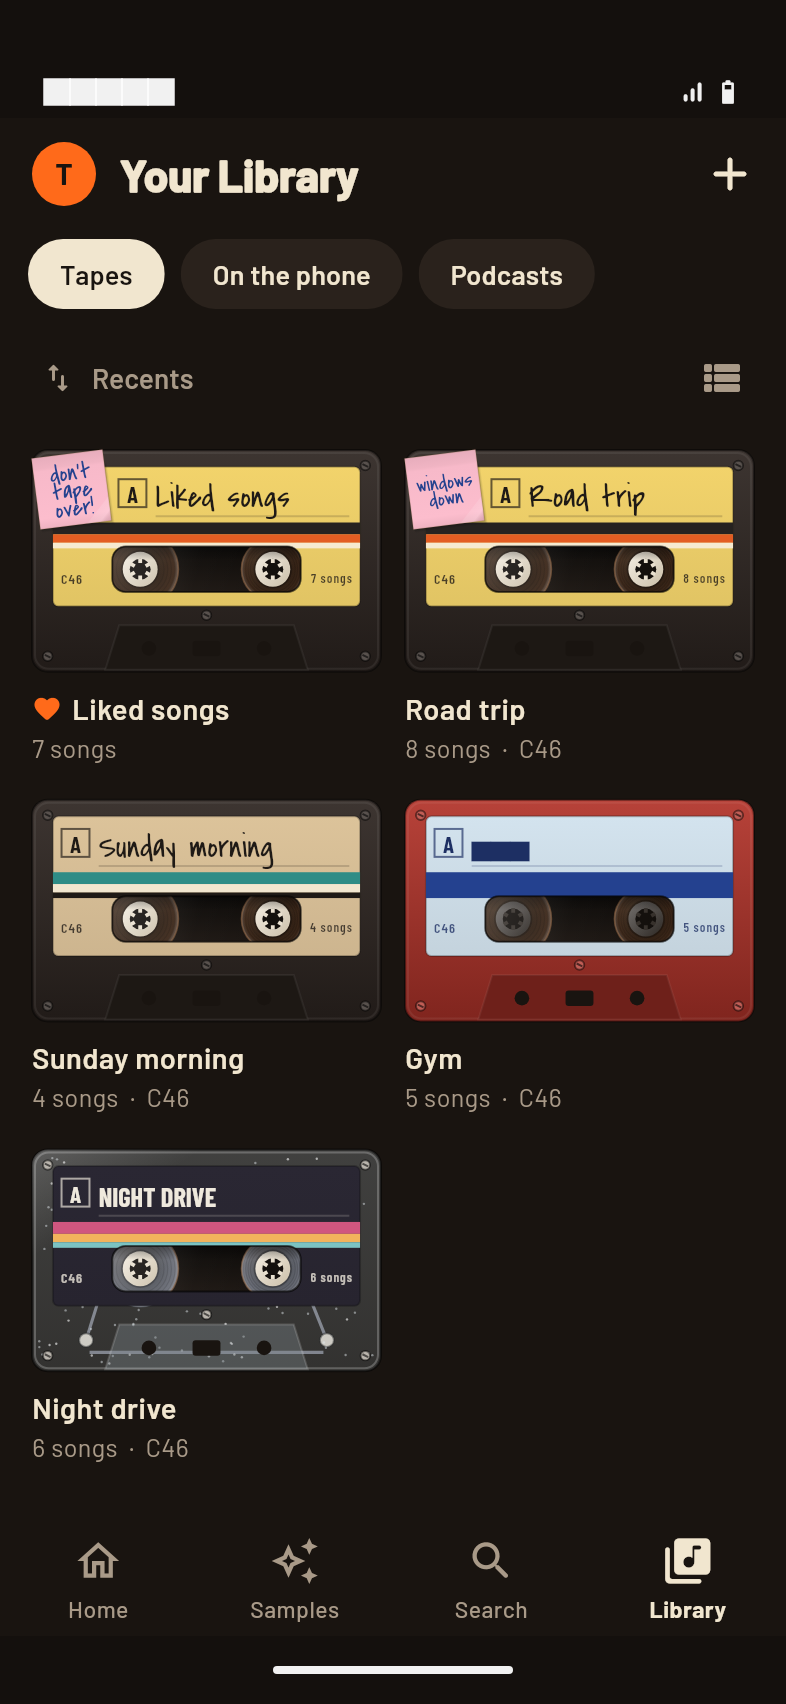 T
Your Library
Tapes
On the phone
Podcasts
Recents
don't
tape
over!
A
Liked songs
C46
7 songs
windows
down
A
Road trip
C46
8 songs
Liked songs
7 songs
Road trip
8 songs · C46
A
Sunday morning
C46
4 songs
A
C46
5 songs
Sunday morning
4 songs · C46
Gym
5 songs · C46
A
NIGHT DRIVE
C46
6 songs
Night drive
6 songs · C46
Home
Samples
Search
Library